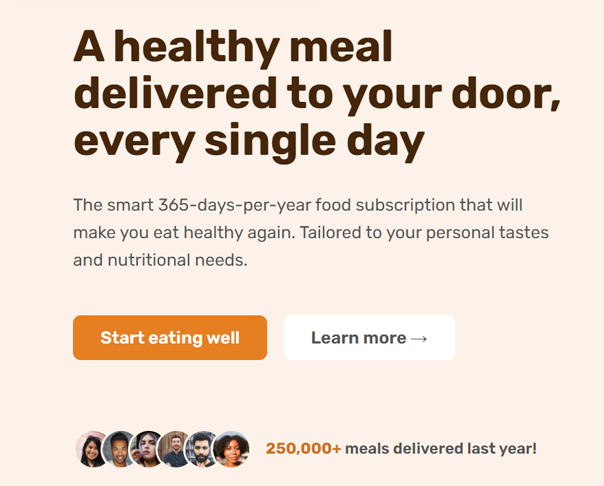 A healthy meal
delivered to your door,
every single day
The smart 365-days-per-year food subscription that will
make you eat healthy again. Tailored to your personal tastes
and nutritional needs.
Start eating well
Learn more →
250,000+ meals delivered last year!